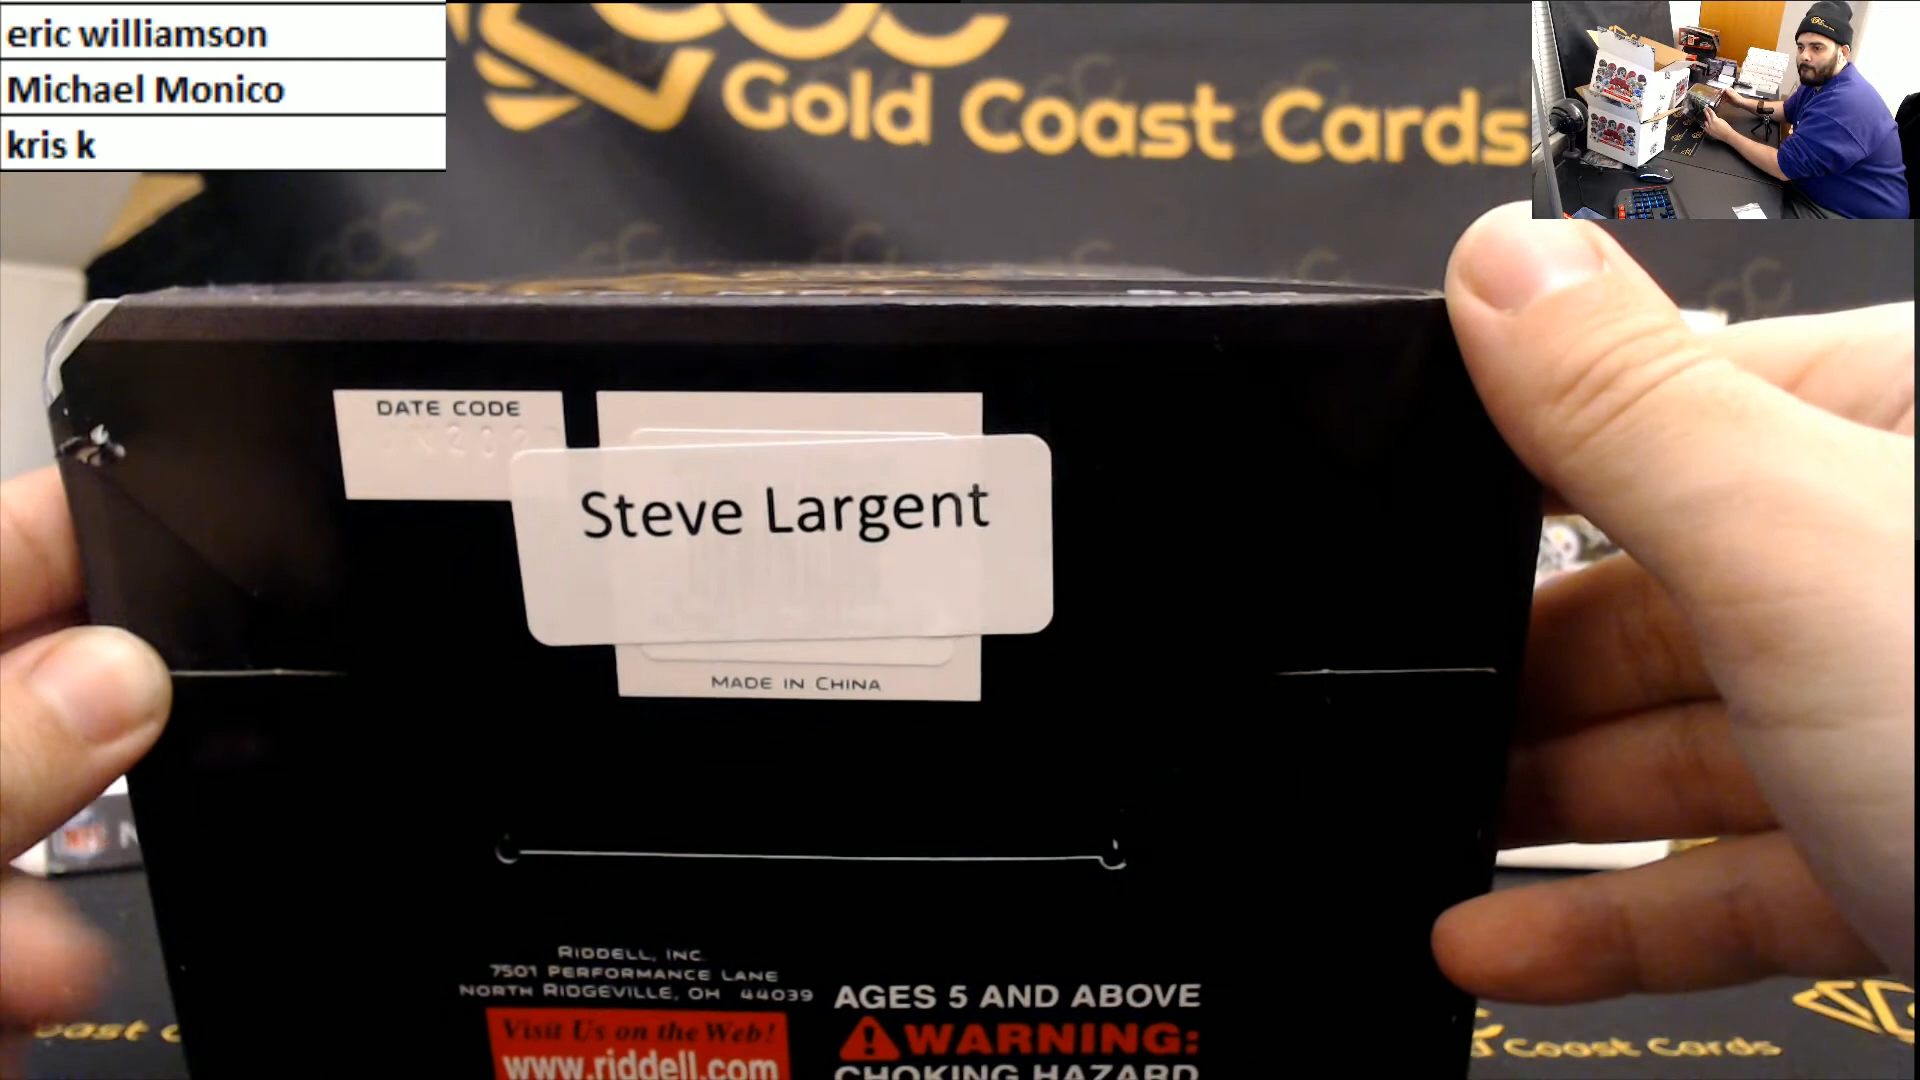 eric williamson
Michael Monico
kris k
Gold Coast Cards
DATE CODE
Steve Largent
MADE IN CHINA
RIDDELL, INC.
7501 PERFORMANCE LANE
NORTH RIDGEVILLE, OH 44039
Visit Us on the Web!
www.riddell.com
AGES 5 AND ABOVE
WARNING:
CHOKING HAZARD
Coast Cards